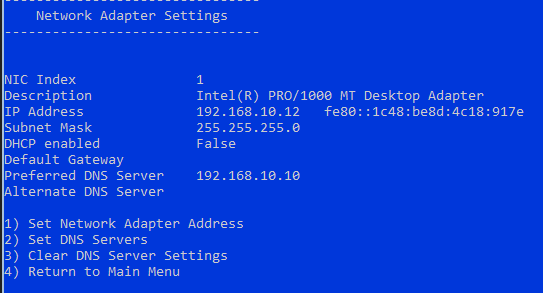 ---------------------------------
    Network Adapter Settings
---------------------------------
NIC Index               1
Description             Intel(R) PRO/1000 MT Desktop Adapter
IP Address              192.168.10.12   fe80::1c48:be8d:4c18:917e
Subnet Mask             255.255.255.0
DHCP enabled            False
Default Gateway
Preferred DNS Server    192.168.10.10
Alternate DNS Server
1) Set Network Adapter Address
2) Set DNS Servers
3) Clear DNS Server Settings
4) Return to Main Menu